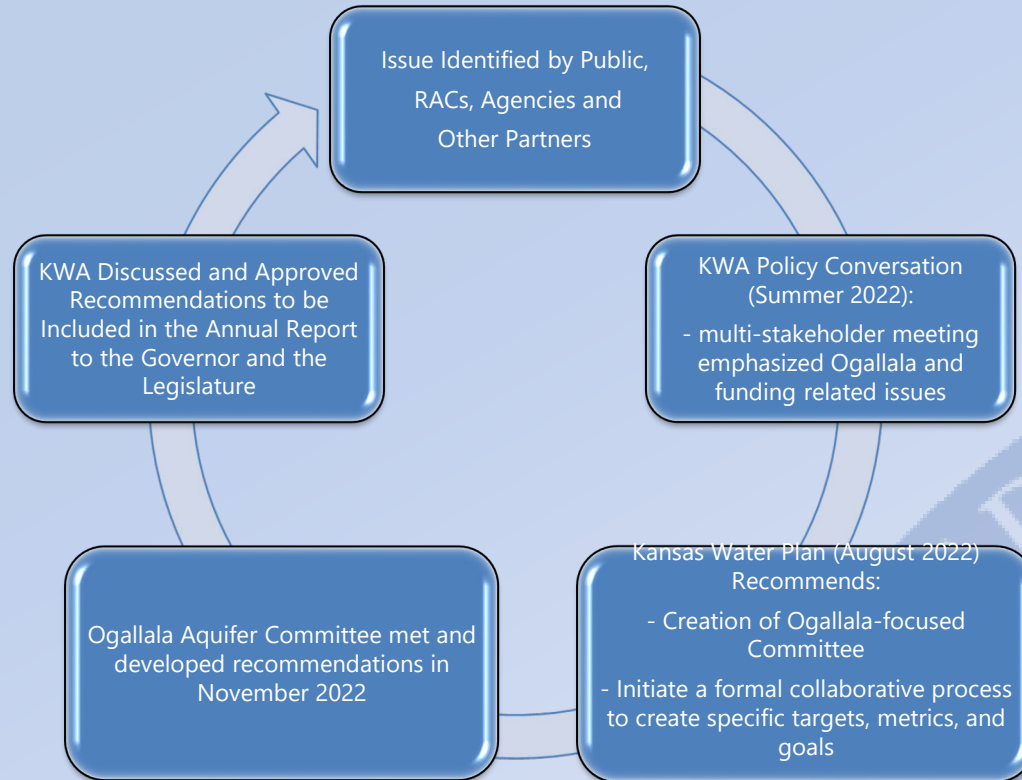 Issue Identified by Public,
RACs, Agencies and
Other Partners
KWA Policy Conversation
(Summer 2022):
- multi-stakeholder meeting
emphasized Ogallala and
funding related issues
Kansas Water Plan (August 2022)
Recommends:
- Creation of Ogallala-focused
Committee
- Initiate a formal collaborative process
to create specific targets, metrics, and
goals
Ogallala Aquifer Committee met and
developed recommendations in
November 2022
KWA Discussed and Approved
Recommendations to be
Included in the Annual Report
to the Governor and the
Legislature